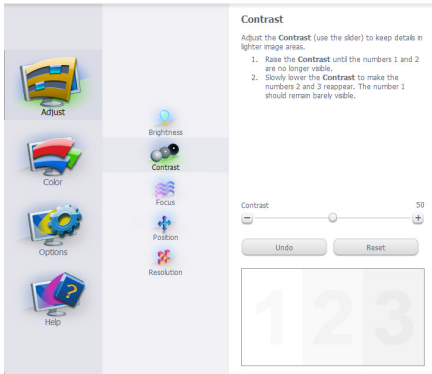 Adjust
Color
Options
Help
Brightness
Contrast
Focus
Position
Resolution
Contrast
Adjust the Contrast (use the slider) to keep details in
lighter image areas.
1. Raise the Contrast until the numbers 1 and 2
are no longer visible.
2. Slowly lower the Contrast to make the
numbers 2 and 3 reappear. The number 1
should remain barely visible.
Contrast 50
Undo Reset
1 2 3